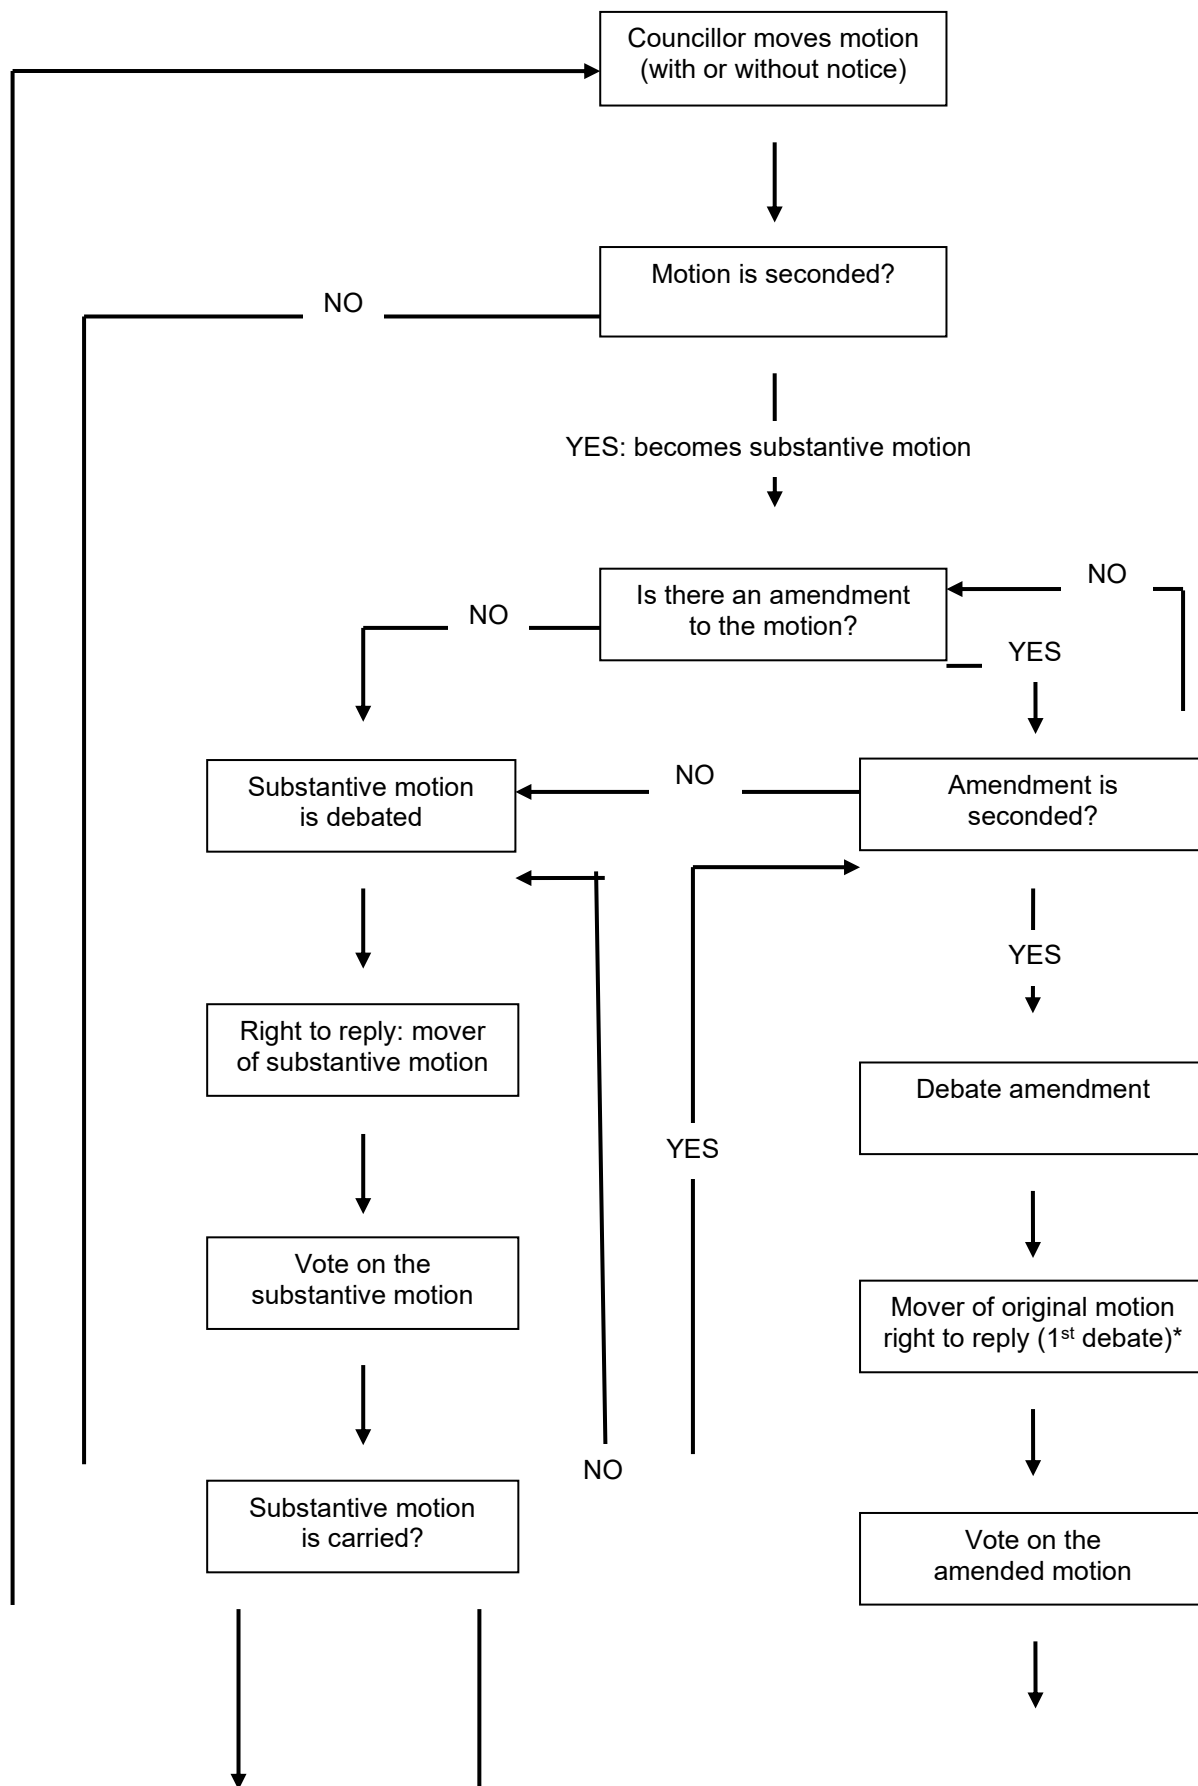 Councillor moves motion
(with or without notice)
Motion is seconded?
NO
YES: becomes substantive motion
Is there an amendment
to the motion?
NO
NO
YES
Substantive motion
is debated
NO
Amendment is
seconded?
YES
Right to reply: mover
of substantive motion
Debate amendment
YES
Vote on the
substantive motion
Mover of original motion
right to reply (1st debate)*
NO
Substantive motion
is carried?
Vote on the
amended motion